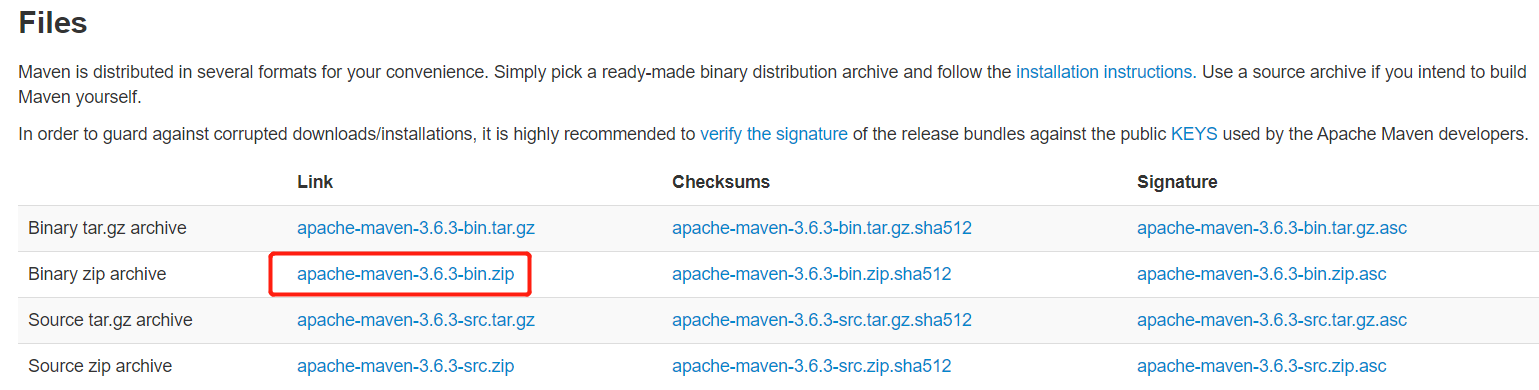 Files
Maven is distributed in several formats for your convenience. Simply pick a ready-made binary distribution archive and follow the installation instructions. Use a source archive if you intend to build
Maven yourself.
In order to guard against corrupted downloads/installations, it is highly recommended to verify the signature of the release bundles against the public KEYS used by the Apache Maven developers.
Link Checksums Signature
Binary tar.gz archive apache-maven-3.6.3-bin.tar.gz apache-maven-3.6.3-bin.tar.gz.sha512 apache-maven-3.6.3-bin.tar.gz.asc
Binary zip archive apache-maven-3.6.3-bin.zip apache-maven-3.6.3-bin.zip.sha512 apache-maven-3.6.3-bin.zip.asc
Source tar.gz archive apache-maven-3.6.3-src.tar.gz apache-maven-3.6.3-src.tar.gz.sha512 apache-maven-3.6.3-src.tar.gz.asc
Source zip archive apache-maven-3.6.3-src.zip apache-maven-3.6.3-src.zip.sha512 apache-maven-3.6.3-src.zip.asc